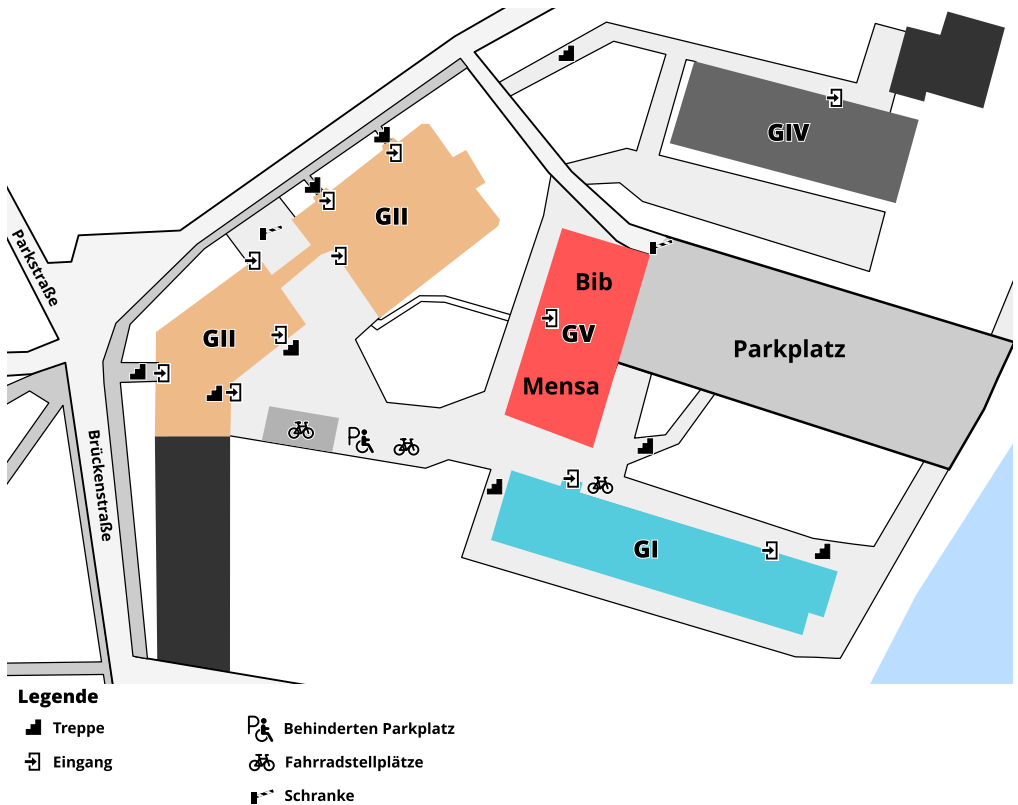 GIV
GII
Parkstraße
Bib
GV
Mensa
GII
Parkplatz
Brückenstraße
GI
Legende
Treppe
Eingang
Behinderten Parkplatz
Fahrradstellplätze
Schranke